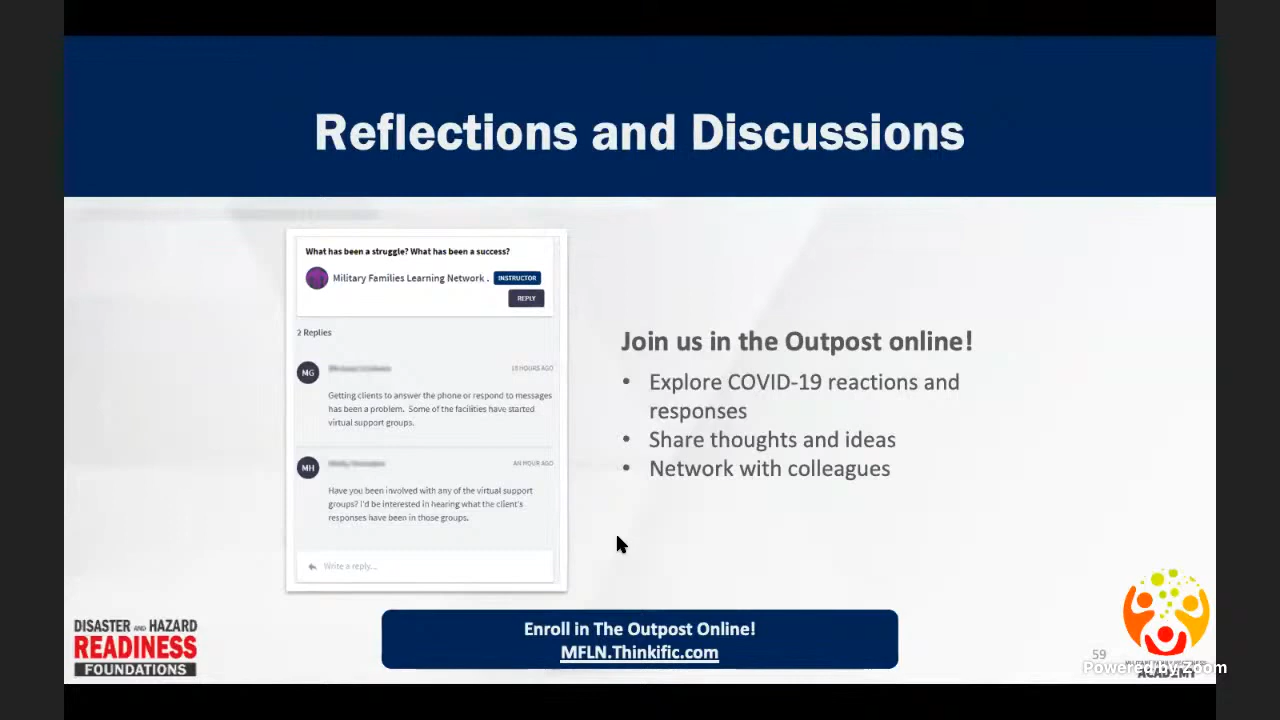 Reflections and Discussions
What has been a struggle? What has been a success?
Military Families Learning Network .
INSTRUCTOR
REPLY
2 Replies
MG
HOURS AGO
Getting clients to answer the phone or respond to messages
has been a problem. Some of the facilities have started
virtual support groups.
MH
AN HOUR AGO
Have you been involved with any of the virtual support
groups? I'd be interested in hearing what the client's
responses have been in those groups.
Write a reply...
Join us in the Outpost online!
• Explore COVID-19 reactions and
responses
• Share thoughts and ideas
• Network with colleagues
DISASTER AND HAZARD
READINESS
FOUNDATIONS
Enroll in The Outpost Online!
MFLN.Thinkific.com
59
Powered by zoom
ACADEMY